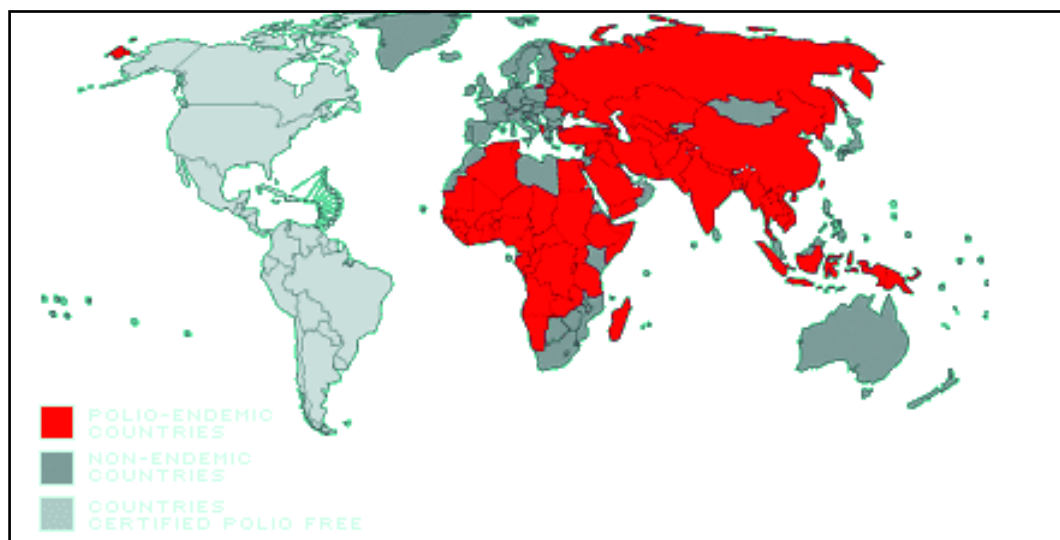 POLIO-ENDEMIC
COUNTRIES
NON-ENDEMIC
COUNTRIES
COUNTRIES
CERTIFIED POLIO FREE